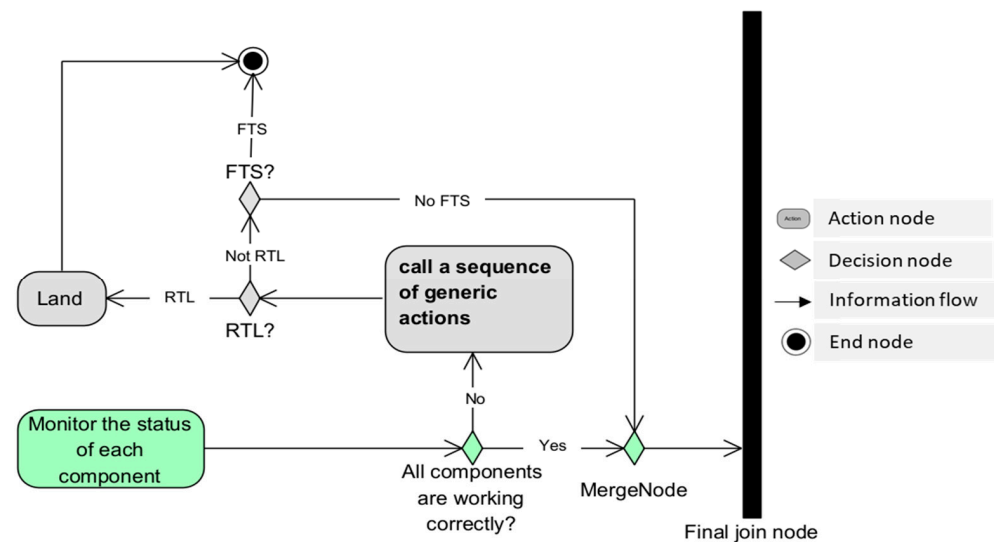 FTS
FTS?
No FTS
Not RTL
call a sequence
of generic
actions
Land
RTL
RTL?
No
Monitor the status
of each
component
Yes
All components
are working
correctly?
MergeNode
Final join node
Action
Action node
Decision node
Information flow
End node